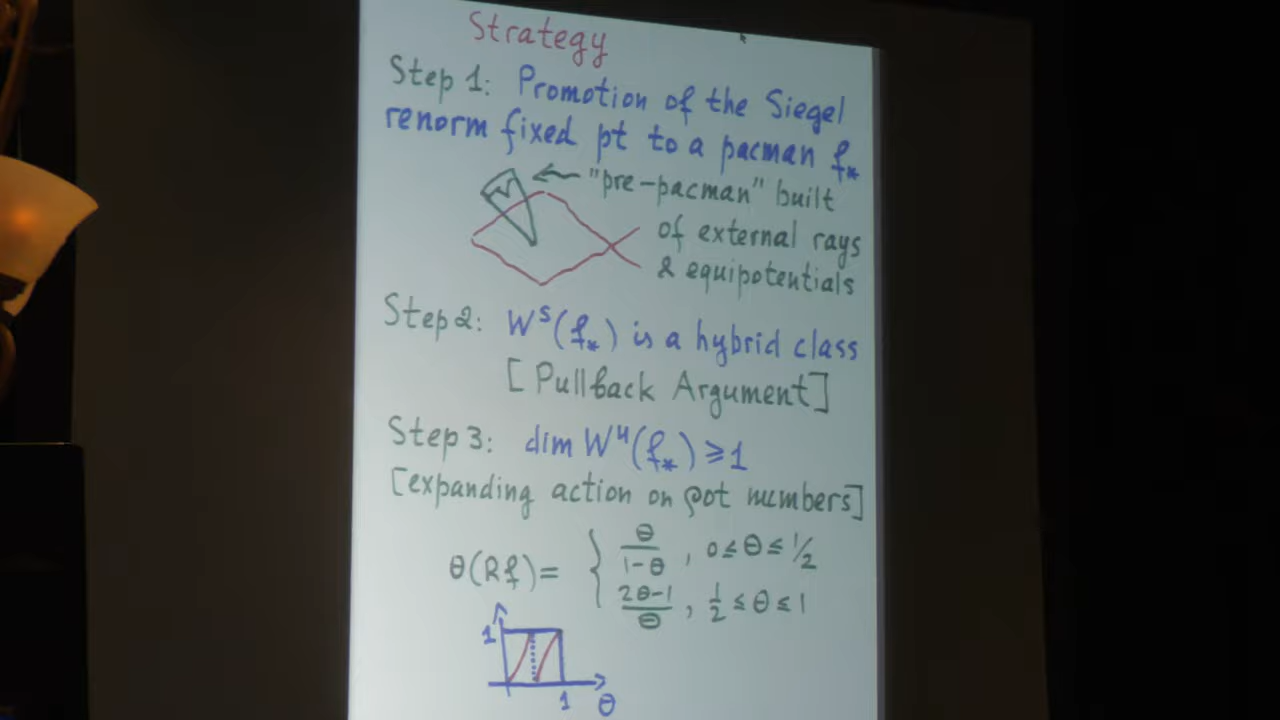 Strategy
Step 1: Promotion of the Siegel
renorm fixed pt to a pacman f*
← "pre-pacman" built
of external rays
& equipotentials
Step 2: Wˢ(f*) is a hybrid class
[Pullback Argument]
Step 3: dim Wᵘ(f*) ⩾ 1
[expanding action on rot numbers]
θ(Rf) = { θ/(1-θ), 0 ≤ θ ≤ 1/2
(2θ-1)/θ, 1/2 ≤ θ ≤ 1
1
1 θ